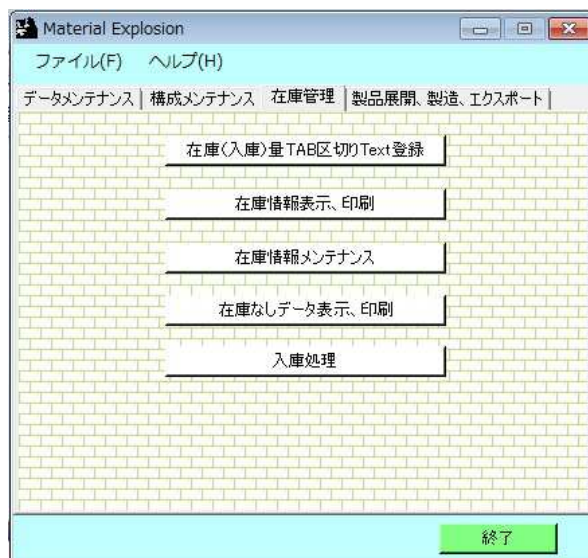 Material Explosion
ファイル(F) ヘルプ(H)
データメンテナンス 構成メンテナンス 在庫管理 製品展開、製造、エクスポート
在庫(入庫)量TAB区切りText登録
在庫情報表示、印刷
在庫情報メンテナンス
在庫なしデータ表示、印刷
入庫処理
終了